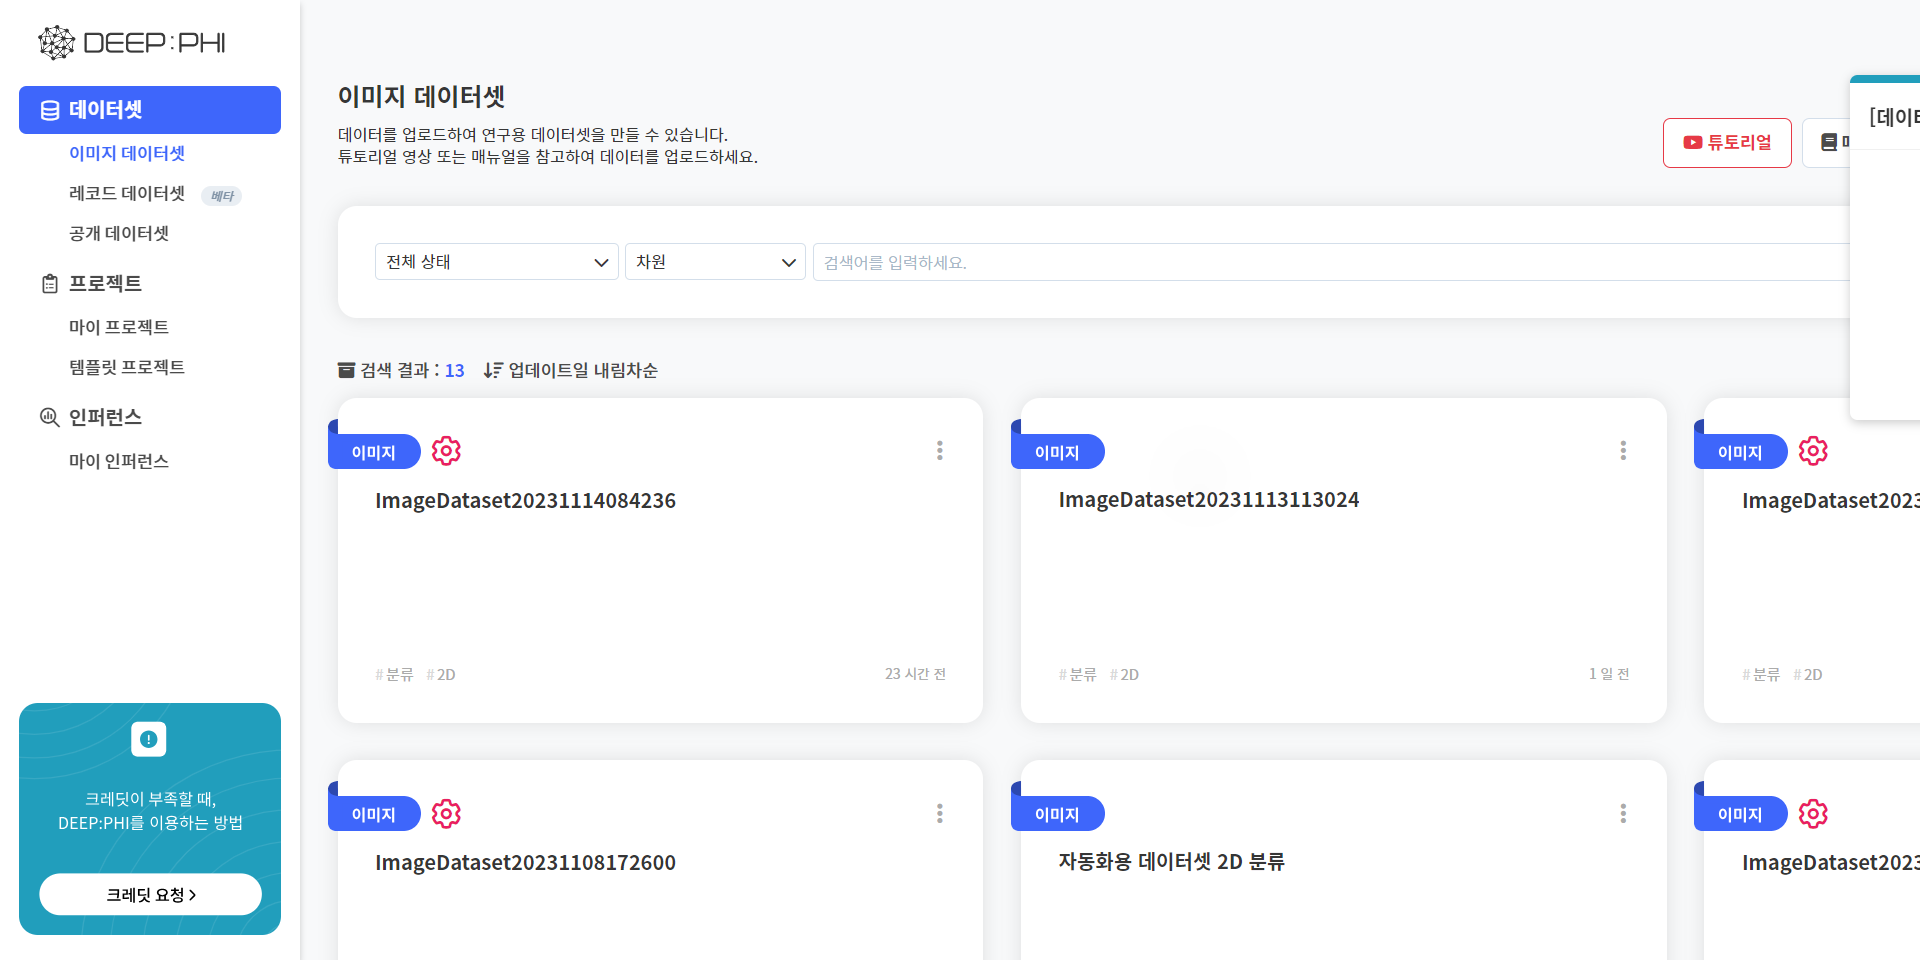 DEEP:PHI
데이터셋
이미지 데이터셋
레코드 데이터셋 베타
공개 데이터셋
프로젝트
마이 프로젝트
템플릿 프로젝트
인퍼런스
마이 인퍼런스
크레딧이 부족할 때,
DEEP:PHI를 이용하는 방법
크레딧 요청
이미지 데이터셋
데이터를 업로드하여 연구용 데이터셋을 만들 수 있습니다.
튜토리얼 영상 또는 매뉴얼을 참고하여 데이터를 업로드하세요.
튜토리얼
[데이터
전체 상태
차원
검색어를 입력하세요.
검색 결과 : 13 업데이트일 내림차순
이미지
ImageDataset20231114084236
#분류 #2D
23 시간 전
이미지
ImageDataset20231113113024
#분류 #2D
1 일 전
이미지
ImageDataset2023
#분류 #2D
이미지
ImageDataset20231108172600
이미지
자동화용 데이터셋 2D 분류
이미지
ImageDataset2023